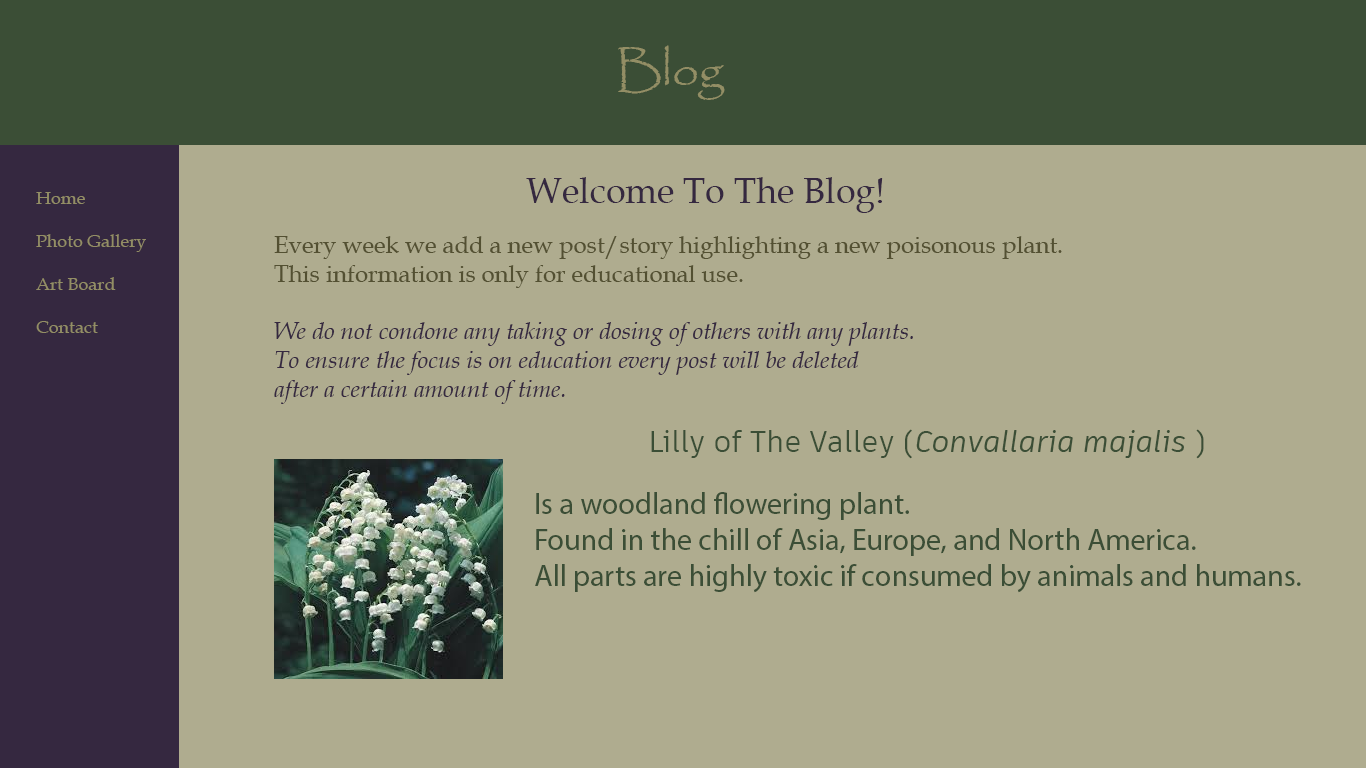 Blog
Home
Photo Gallery
Art Board
Contact
Welcome To The Blog!
Every week we add a new post/story highlighting a new poisonous plant.
This information is only for educational use.
We do not condone any taking or dosing of others with any plants.
To ensure the focus is on education every post will be deleted
after a certain amount of time.
Lilly of The Valley (Convallaria majalis )
Is a woodland flowering plant.
Found in the chill of Asia, Europe, and North America.
All parts are highly toxic if consumed by animals and humans.